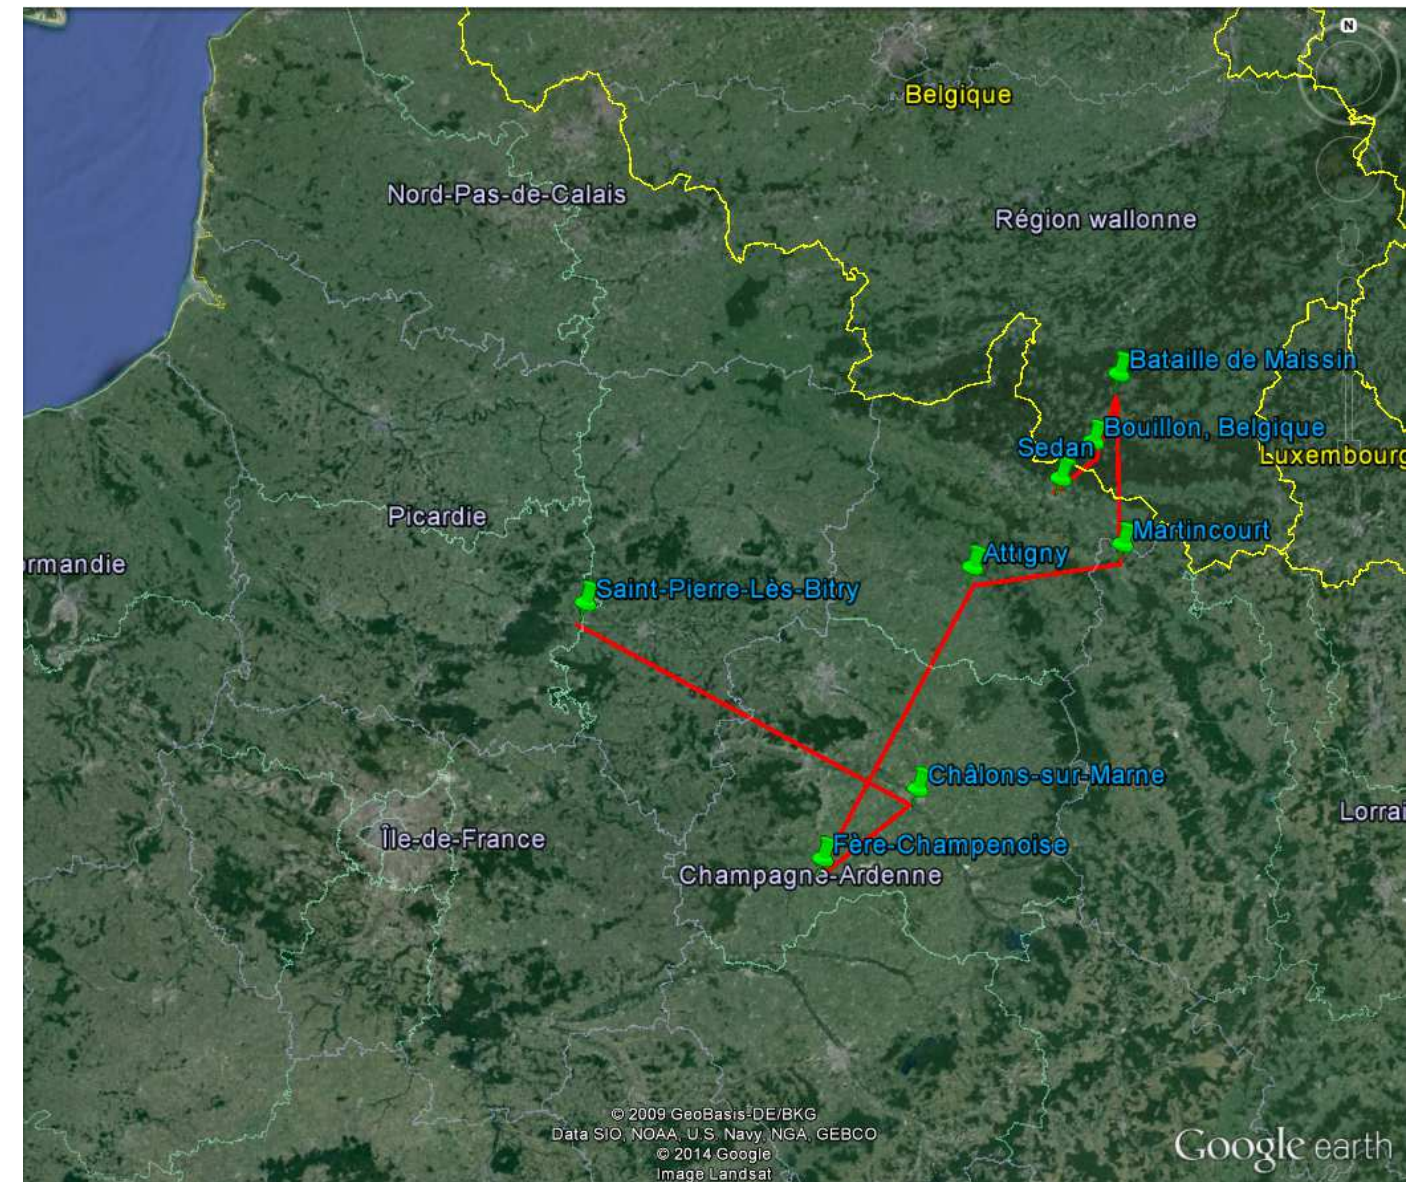 N
Belgique
Nord-Pas-de-Calais
Région wallonne
Bataille de Maissin
Bouillon, Belgique
Sedan
Luxembourg
Picardie
Martincourt
Attigny
ormandie
Saint-Pierre-Lès-Bitry
Châlons-sur-Marne
Lorrai
Île-de-France
Fère-Champenoise
Champagne-Ardenne
© 2009 GeoBasis-DE/BKG
Data SIO, NOAA, U.S. Navy, NGA, GEBCO
© 2014 Google
Image Landsat
Google earth